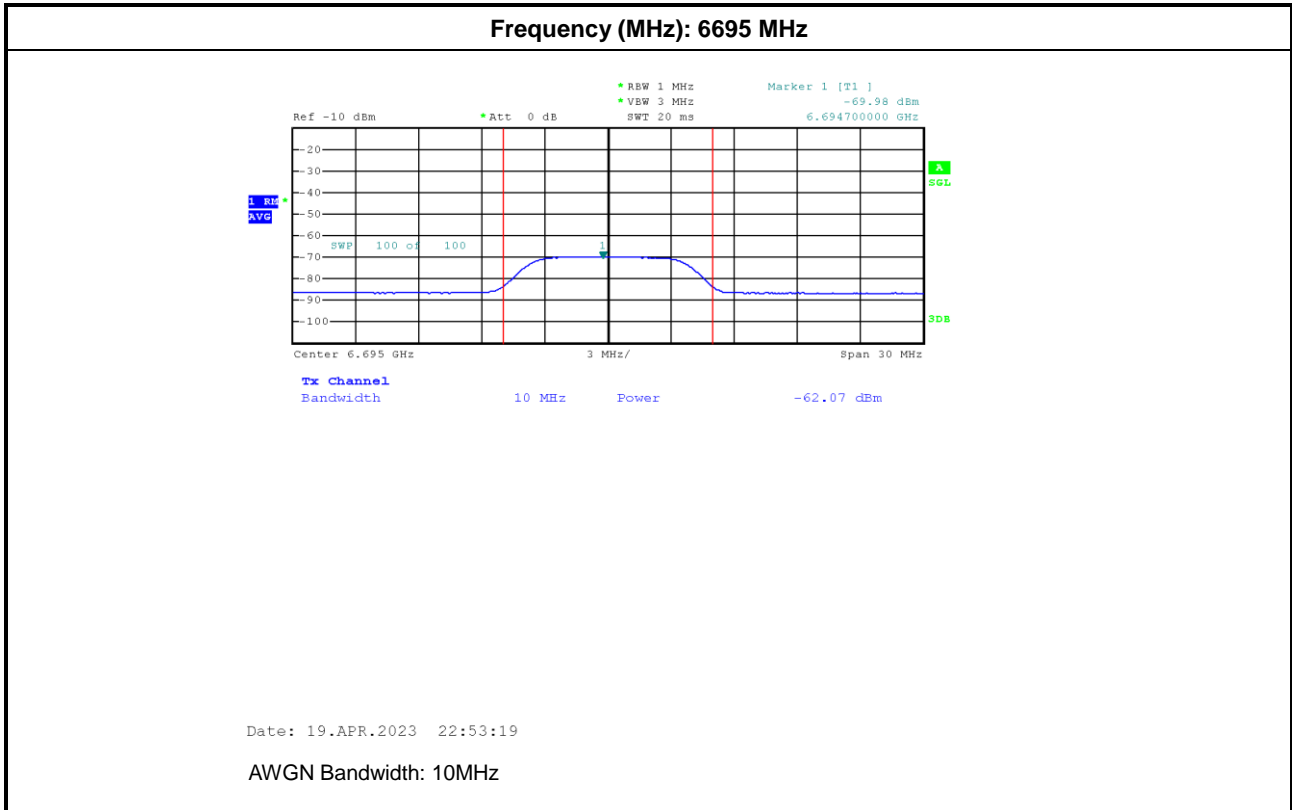 Frequency (MHz): 6695 MHz
* RBW 1 MHz Marker 1 [T1 ]
* VBW 3 MHz -69.98 dBm
Ref -10 dBm * Att 0 dB SWT 20 ms 6.694700000 GHz
-20
-30
A
SGL
-40
1 RM *
AVG
-50
-60
SWP 100 of 100
1
-70
-80
-90
-100
3DB
Center 6.695 GHz 3 MHz/ Span 30 MHz
Tx Channel
Bandwidth 10 MHz Power -62.07 dBm
Date: 19.APR.2023 22:53:19
AWGN Bandwidth: 10MHz